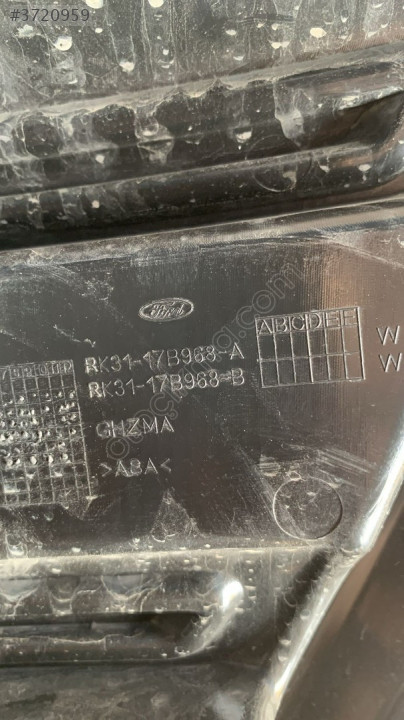 #3720959
Ford
ABCDEF
RK31-17B968-A W
RK31-17B968-B W
GHZMA
>ASA<